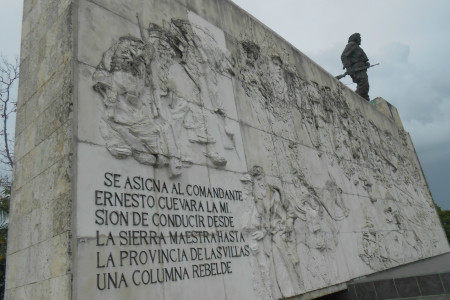 SE ASIGNA AL COMANDANTE
ERNESTO GUEVARA LA MI
SION DE CONDUCIR DESDE
LA SIERRA MAESTRA HASTA
LA PROVINCIA DE LAS VILLAS
UNA COLUMNA REBELDE